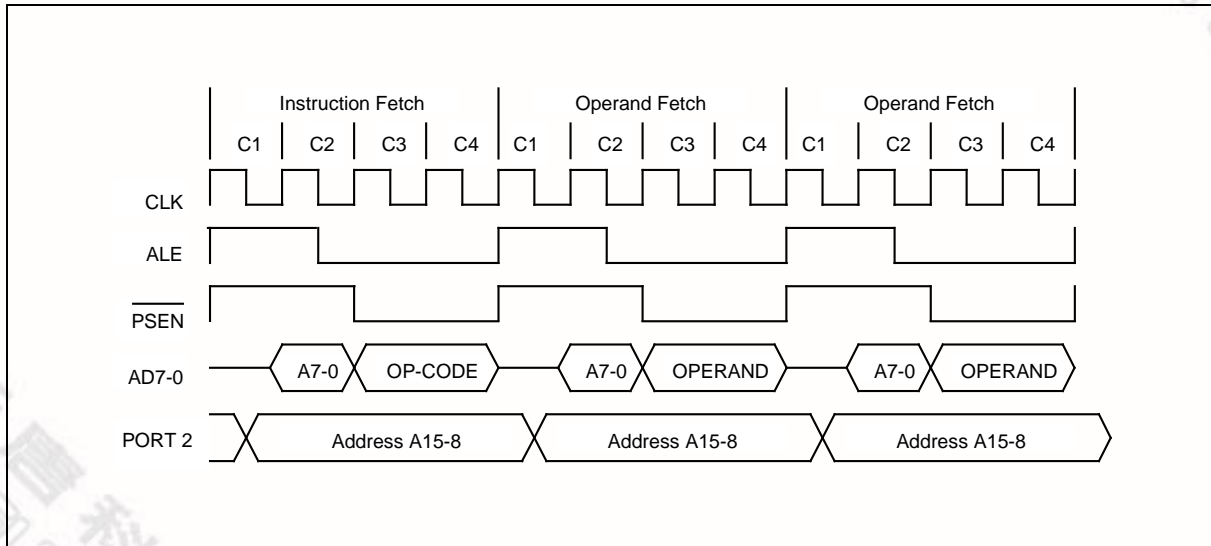 Instruction Fetch Operand Fetch Operand Fetch
C1 C2 C3 C4 C1 C2 C3 C4 C1 C2 C3 C4
CLK
ALE
PSEN
AD7-0 A7-0 OP-CODE A7-0 OPERAND A7-0 OPERAND
PORT 2 Address A15-8 Address A15-8 Address A15-8